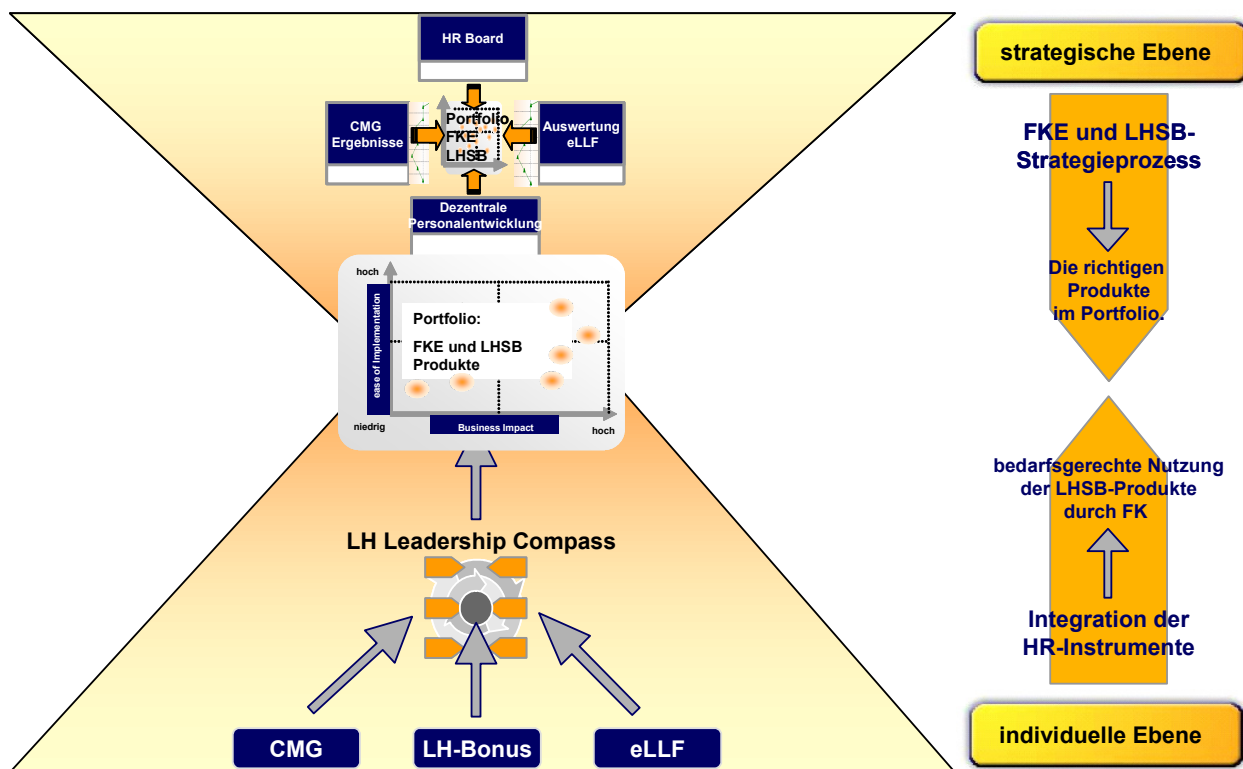 HR Board
CMG
Ergebnisse
Portfolio
FKE
LHSB
Auswertung
eLLF
Dezentrale
Personalentwicklung
hoch
ease of Implementation
Portfolio:
FKE und LHSB
Produkte
niedrig
Business Impact
hoch
LH Leadership Compass
CMG
LH-Bonus
eLLF
strategische Ebene
FKE und LHSB-
Strategieprozess
Die richtigen
Produkte
im Portfolio.
bedarfsgerechte Nutzung
der LHSB-Produkte
durch FK
Integration der
HR-Instrumente
individuelle Ebene